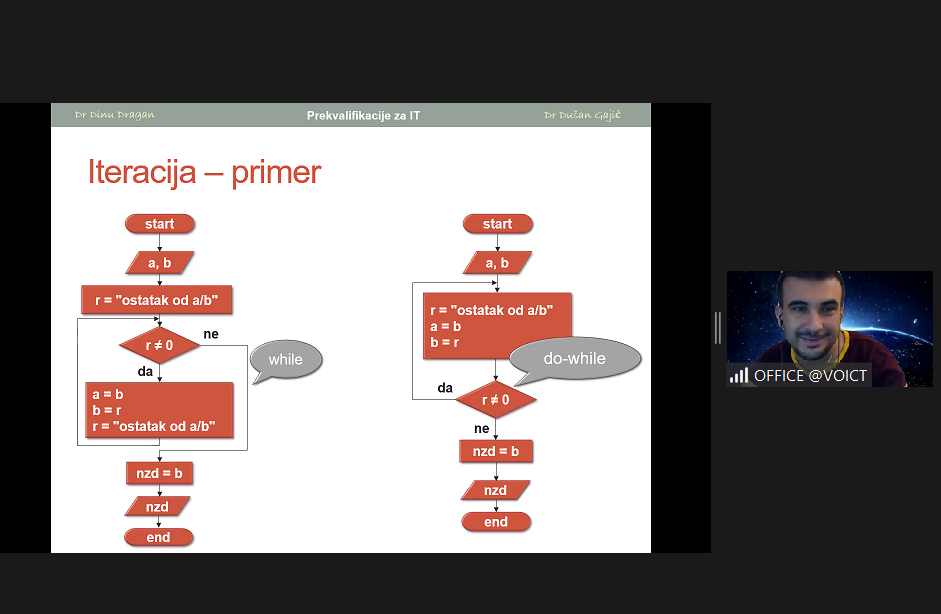 Dr Dinu Dragan
Prekvalifikacije za IT
Dr Dušan Gajić
Iteracija – primer
start
a, b
r = "ostatak od a/b"
r ≠ 0
ne
da
while
a = b
b = r
r = "ostatak od a/b"
nzd = b
nzd
end
start
a, b
r = "ostatak od a/b"
a = b
b = r
do-while
da
r ≠ 0
ne
nzd = b
nzd
end
OFFICE @VOICT